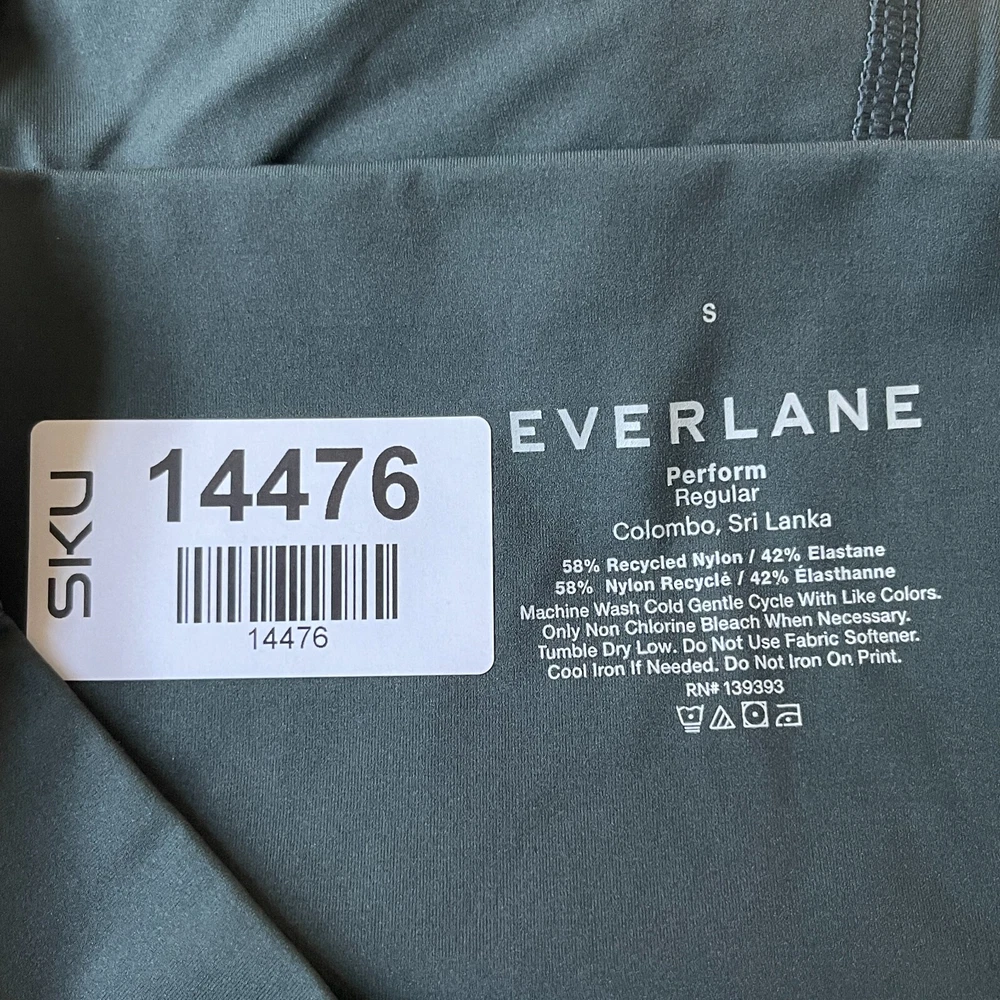 SKU
14476
14476
S
EVERLANE
Perform
Regular
Colombo, Sri Lanka
58% Recycled Nylon / 42% Elastane
58% Nylon Recyclé / 42% Élasthanne
Machine Wash Cold Gentle Cycle With Like Colors.
Only Non Chlorine Bleach When Necessary.
Tumble Dry Low. Do Not Use Fabric Softener.
Cool Iron If Needed. Do Not Iron On Print.
RN# 139393